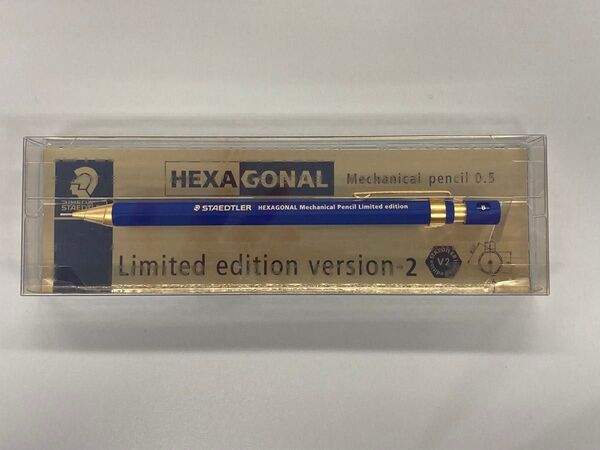 HEXAGONAL
Mechanical pencil 0.5
STAEDTLER
STAEDTLER HEXAGONAL Mechanical Pencil Limited edition
Limited edition version-2
V2